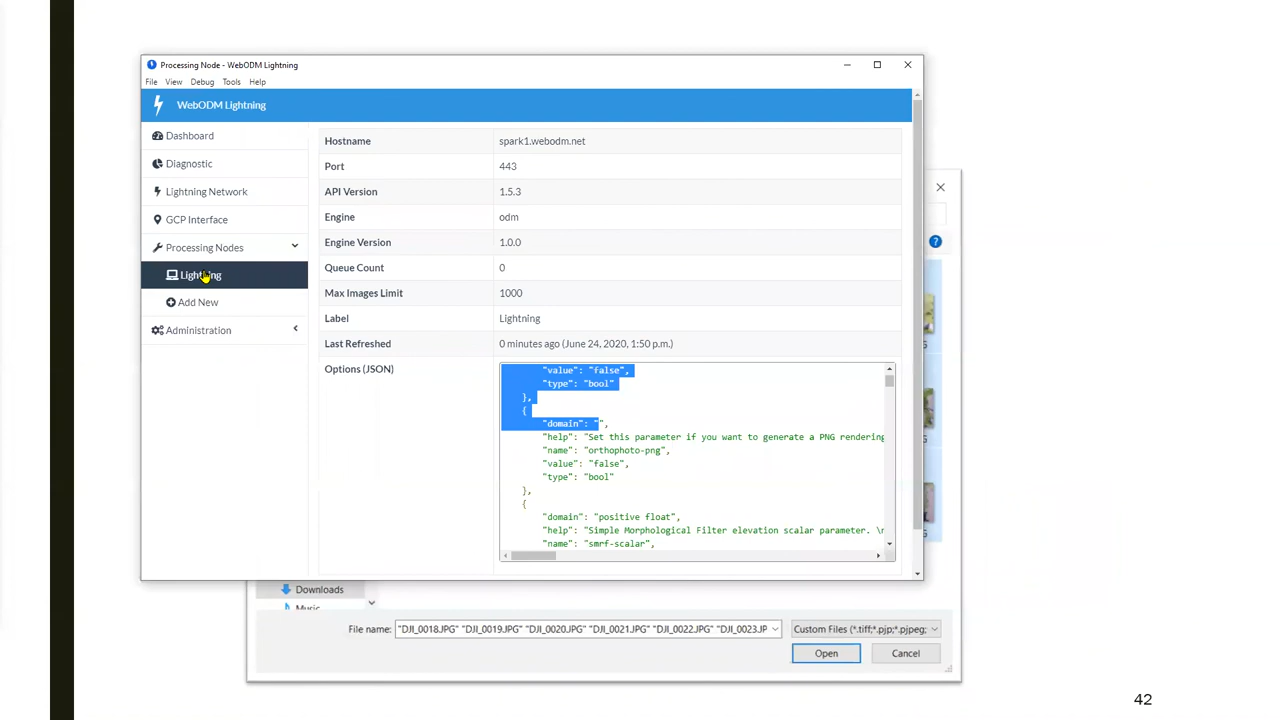 Processing Node - WebODM Lightning
File View Debug Tools Help
WebODM Lightning
Dashboard
Diagnostic
Lightning Network
GCP Interface
Processing Nodes
Lightning
Add New
Administration
Hostname spark1.webodm.net
Port 443
API Version 1.5.3
Engine odm
Engine Version 1.0.0
Queue Count 0
Max Images Limit 1000
Label Lightning
Last Refreshed 0 minutes ago (June 24, 2020, 1:50 p.m.)
Options (JSON)
"value": "false",
"type": "bool"
},
{
"domain": "",
"help": "Set this parameter if you want to generate a PNG rendering
"name": "orthophoto-png",
"value": "false",
"type": "bool"
},
{
"domain": "positive float",
"help": "Simple Morphological Filter elevation scalar parameter. \n
"name": "smrf-scalar",
?
G
G
G
Downloads
Music
File name: "DJI_0018.JPG" "DJI_0019.JPG" "DJI_0020.JPG" "DJI_0021.JPG" "DJI_0022.JPG" "DJI_0023.JP
Custom Files (*.tiff;*.pjp;*.pjpeg;
Open Cancel
42